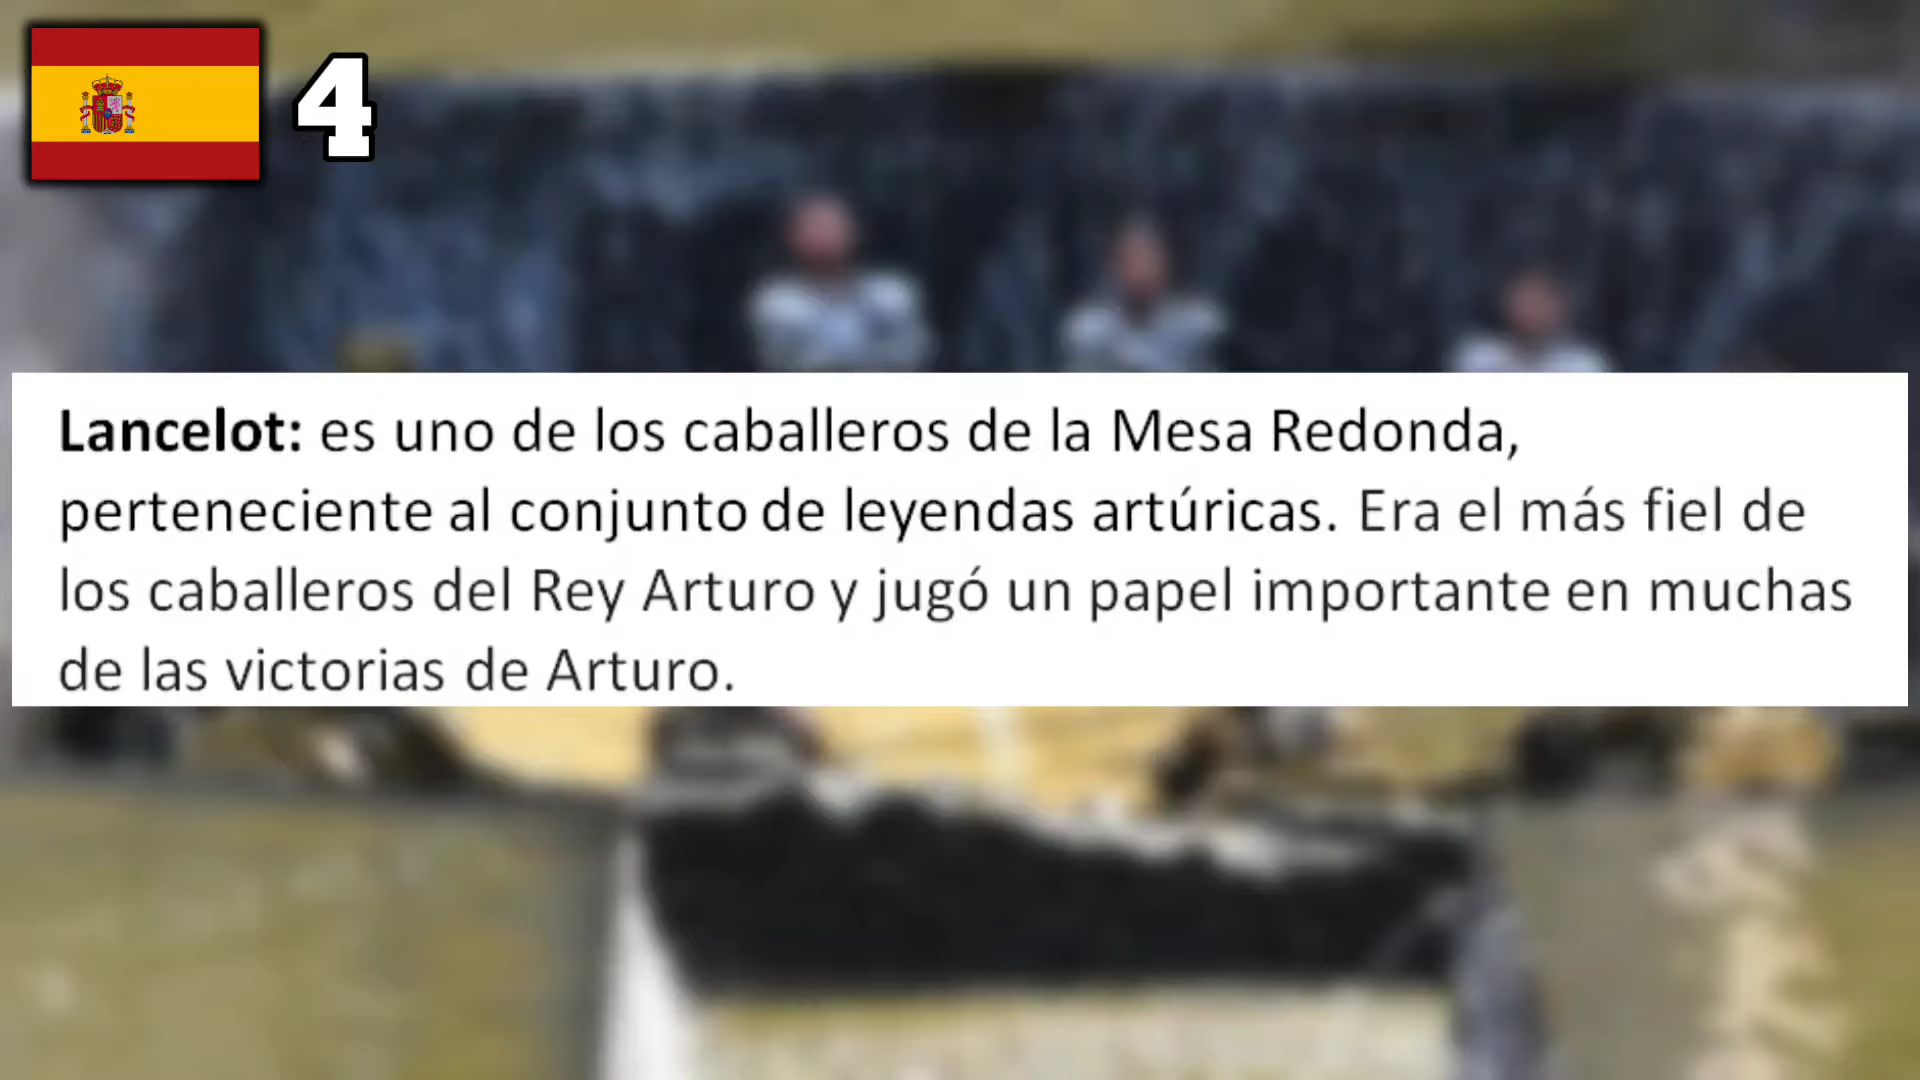 4
Lancelot: es uno de los caballeros de la Mesa Redonda,
perteneciente al conjunto de leyendas artúricas. Era el más fiel de
los caballeros del Rey Arturo y jugó un papel importante en muchas
de las victorias de Arturo.